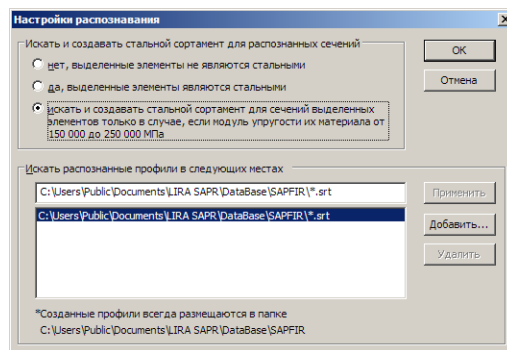 Настройки распознавания
Искать и создавать стальной сортамент для распознанных сечений
ОК
нет, выделенные элементы не являются стальными
Отмена
да, выделенные элементы являются стальными
искать и создавать стальной сортамент для сечений выделенных
элементов только в случае, если модуль упругости их материала от
150 000 до 250 000 МПа
Искать распознанные профили в следующих местах
C:\Users\Public\Documents\LIRA SAPR\DataBase\SAPFIR\*.srt
Применить
C:\Users\Public\Documents\LIRA SAPR\DataBase\SAPFIR\*.srt
Добавить...
Удалить
*Созданные профили всегда размещаются в папке
C:\Users\Public\Documents\LIRA SAPR\DataBase\SAPFIR